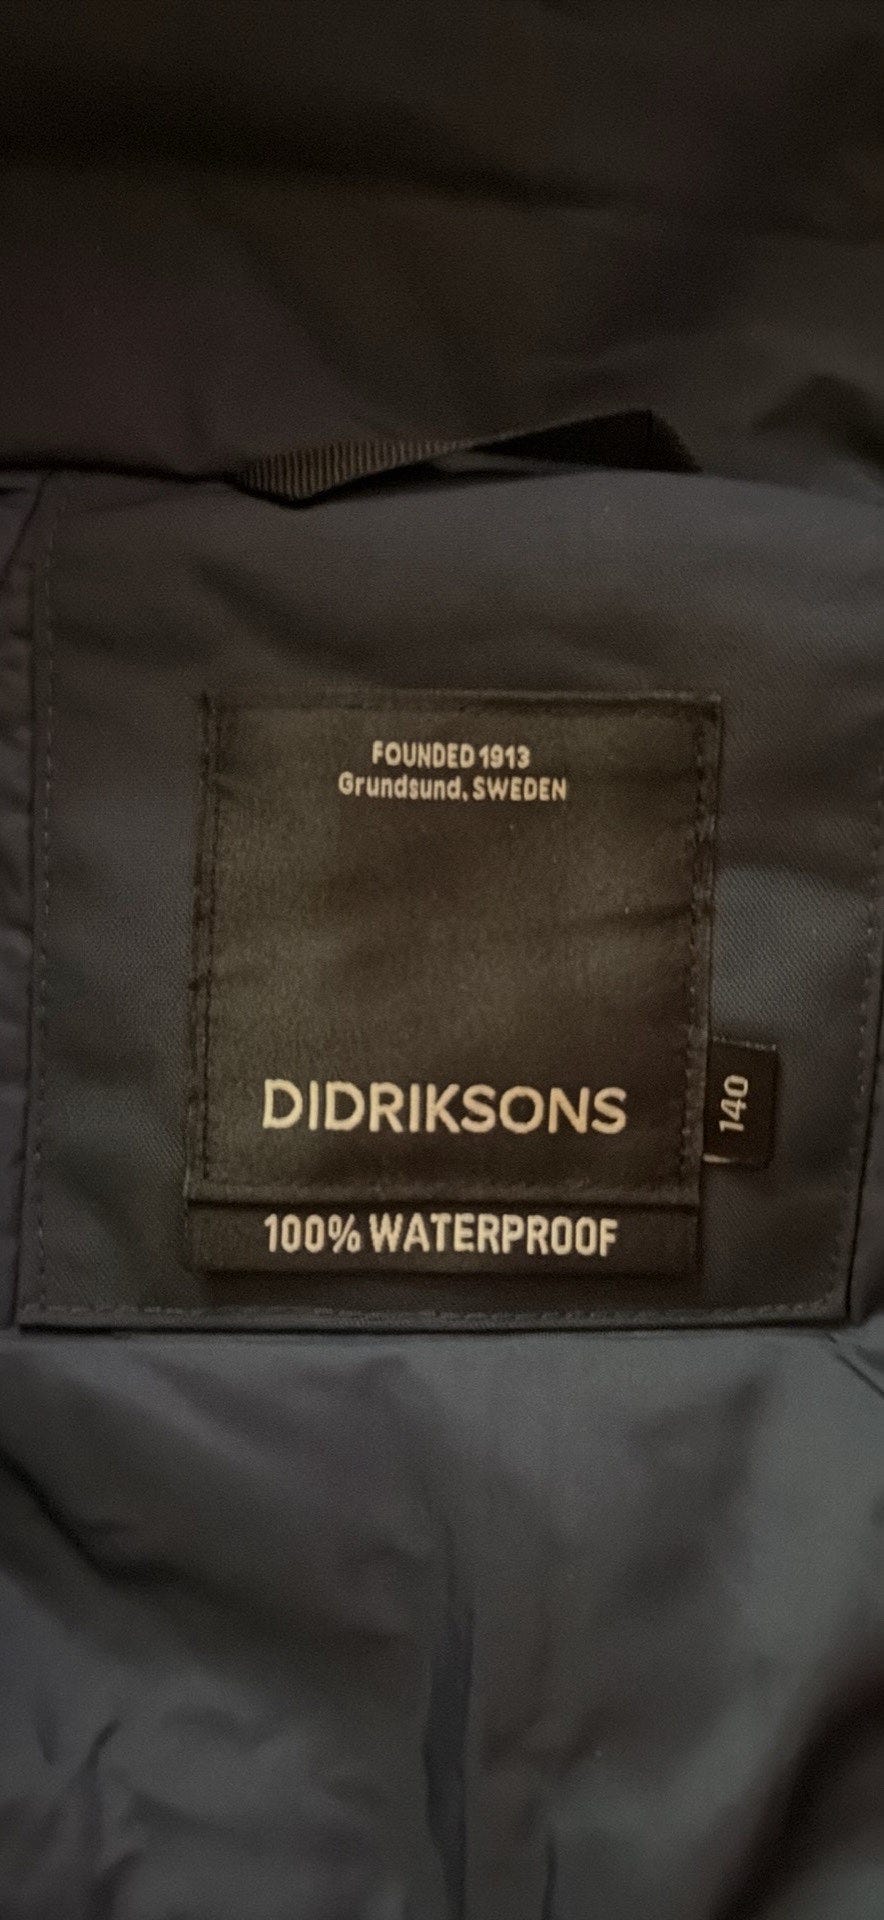 FOUNDED 1913
Grundsund, SWEDEN
DIDRIKSONS
140
100% WATERPROOF